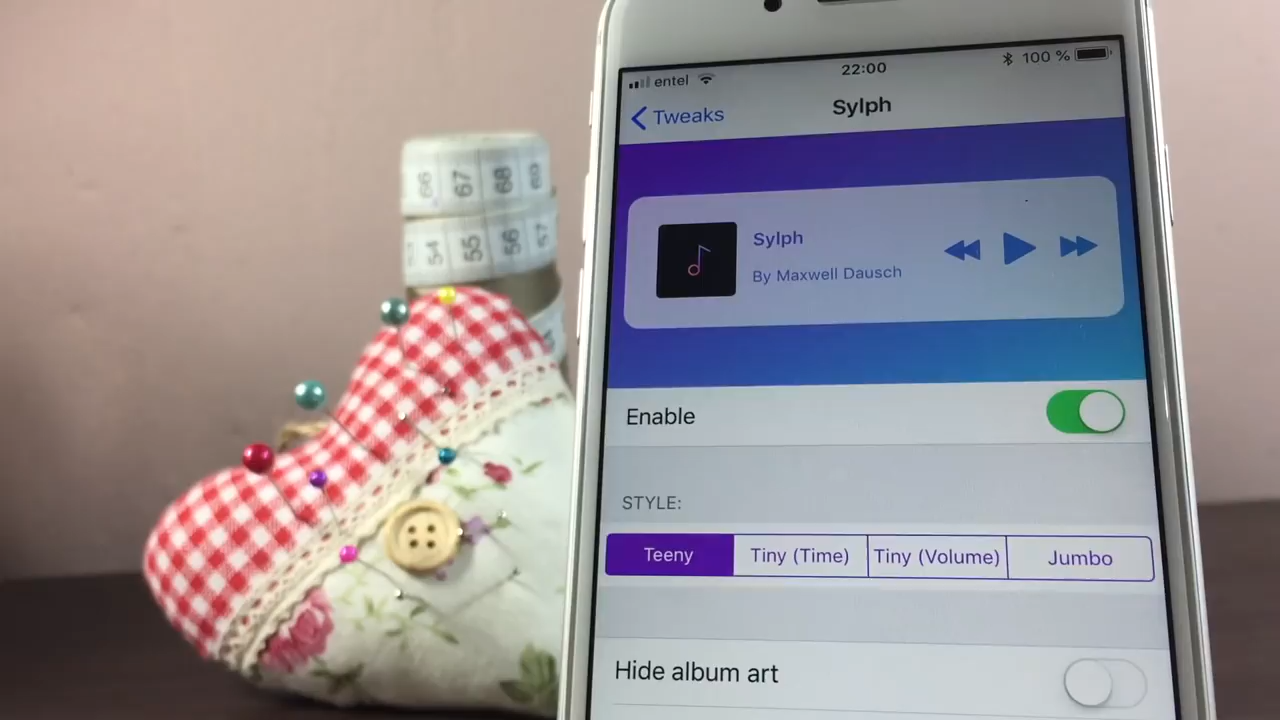 entel
22:00
100 %
Tweaks
Sylph
Sylph
By Maxwell Dausch
Enable
STYLE:
Teeny
Tiny (Time)
Tiny (Volume)
Jumbo
Hide album art
66 67 68 69
54 55 56 57